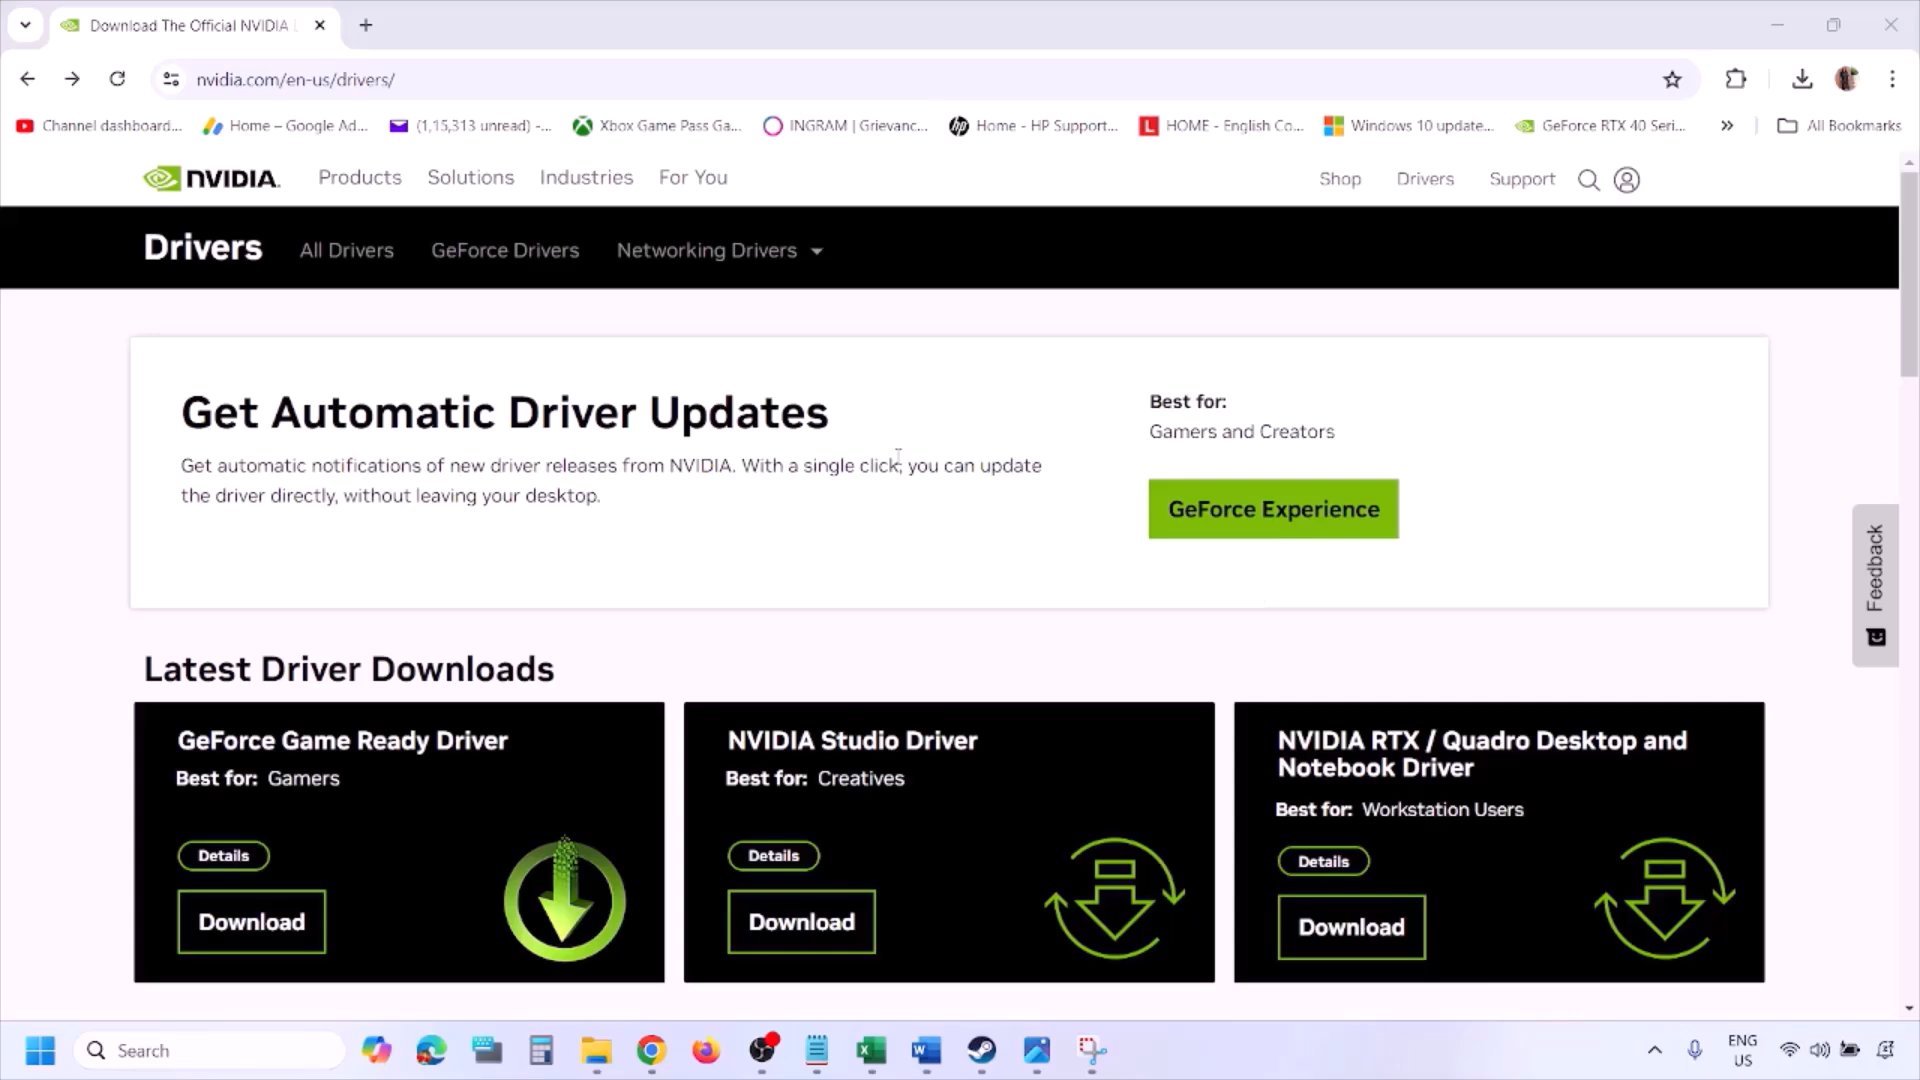 Download The Official NVIDIA
nvidia.com/en-us/drivers/
Channel dashboard...
Home – Google Ad...
(1,15,313 unread) -...
Xbox Game Pass Ga...
INGRAM | Grievanc...
Home - HP Support...
HOME - English Co...
Windows 10 update...
GeForce RTX 40 Seri...
All Bookmarks
NVIDIA.
Products
Solutions
Industries
For You
Shop
Drivers
Support
Drivers
All Drivers
GeForce Drivers
Networking Drivers
Get Automatic Driver Updates
Get automatic notifications of new driver releases from NVIDIA. With a single click, you can update
the driver directly, without leaving your desktop.
Best for:
Gamers and Creators
GeForce Experience
Feedback
Latest Driver Downloads
GeForce Game Ready Driver
Best for: Gamers
Details
Download
NVIDIA Studio Driver
Best for: Creatives
Details
Download
NVIDIA RTX / Quadro Desktop and
Notebook Driver
Best for: Workstation Users
Details
Download
Search
ENG
US